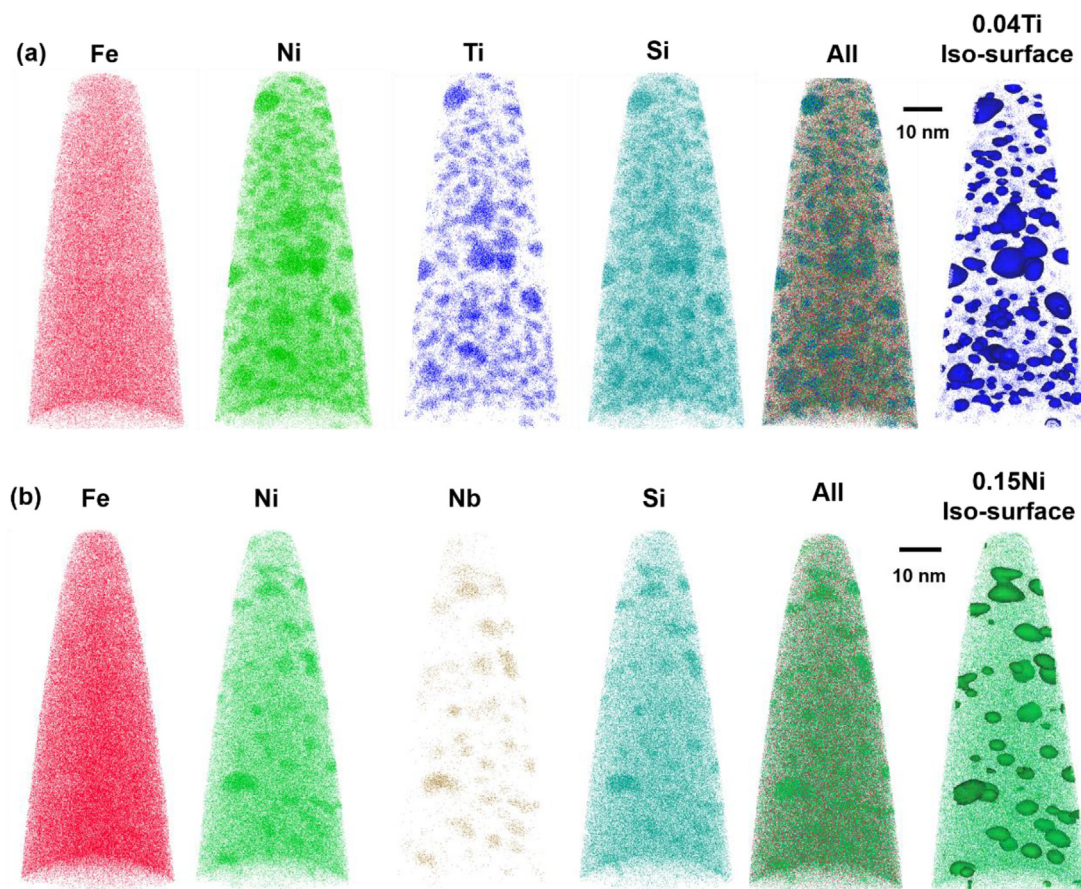 (a)
Fe
Ni
Ti
Si
All
0.04Ti
Iso-surface
10 nm
(b)
Fe
Ni
Nb
Si
All
0.15Ni
Iso-surface
10 nm